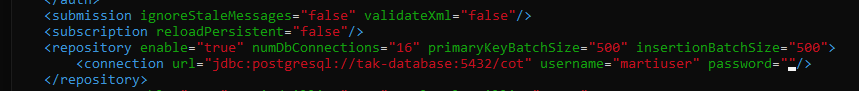 </auth>
<submission ignoreStaleMessages="false" validateXml="false"/>
<subscription reloadPersistent="false"/>
<repository enable="true" numDbConnections="16" primaryKeyBatchSize="500" insertionBatchSize="500">
<connection url="jdbc:postgresql://tak-database:5432/cot" username="martiuser" password=""/>
</repository>